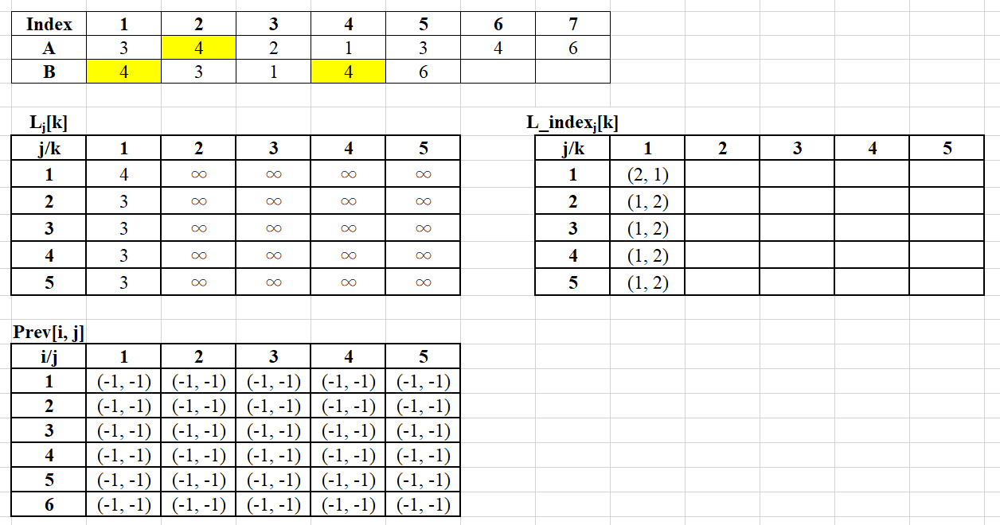 Index 1 2 3 4 5 6 7
A 3 4 2 1 3 4 6
B 4 3 1 4 6
Lj[k] L_indexj[k]
j/k 1 2 3 4 5 j/k 1 2 3 4 5
1 4 ∞ ∞ ∞ ∞ 1 (2, 1)
2 3 ∞ ∞ ∞ ∞ 2 (1, 2)
3 3 ∞ ∞ ∞ ∞ 3 (1, 2)
4 3 ∞ ∞ ∞ ∞ 4 (1, 2)
5 3 ∞ ∞ ∞ ∞ 5 (1, 2)
Prev[i, j]
i/j 1 2 3 4 5
1 (-1, -1) (-1, -1) (-1, -1) (-1, -1) (-1, -1)
2 (-1, -1) (-1, -1) (-1, -1) (-1, -1) (-1, -1)
3 (-1, -1) (-1, -1) (-1, -1) (-1, -1) (-1, -1)
4 (-1, -1) (-1, -1) (-1, -1) (-1, -1) (-1, -1)
5 (-1, -1) (-1, -1) (-1, -1) (-1, -1) (-1, -1)
6 (-1, -1) (-1, -1) (-1, -1) (-1, -1) (-1, -1)